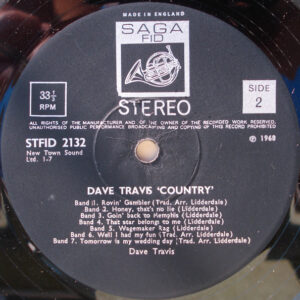 MADE IN ENGLAND
SAGA
FID
STEREO
33⅓
RPM
SIDE
2
ALL RIGHTS OF THE MANUFACTURER AND OF THE OWNER OF THE RECORDED WORK RESERVED.
UNAUTHORISED PUBLIC PERFORMANCE BROADCASTING AND COPYING OF THIS RECORD PROHIBITED
STFID 2132
New Town Sound
Ltd. 1-7
℗ 1968
DAVE TRAVIS 'COUNTRY'
Band 1. Rovin' Gambler (Trad. Arr. Lidderdale)
Band 2. Honey, that's no lie (Lidderdale)
Band 3. Goin' back to Memphis (Lidderdale)
Band 4. That star belong to me (Lidderdale)
Band 5. Wagemaker Rag (Lidderdale)
Band 6. Well I had my fun (Trad. Arr. Lidderdale)
Band 7. Tomorrow is my wedding day (Trad. Arr. Lidderdale)
Dave Travis